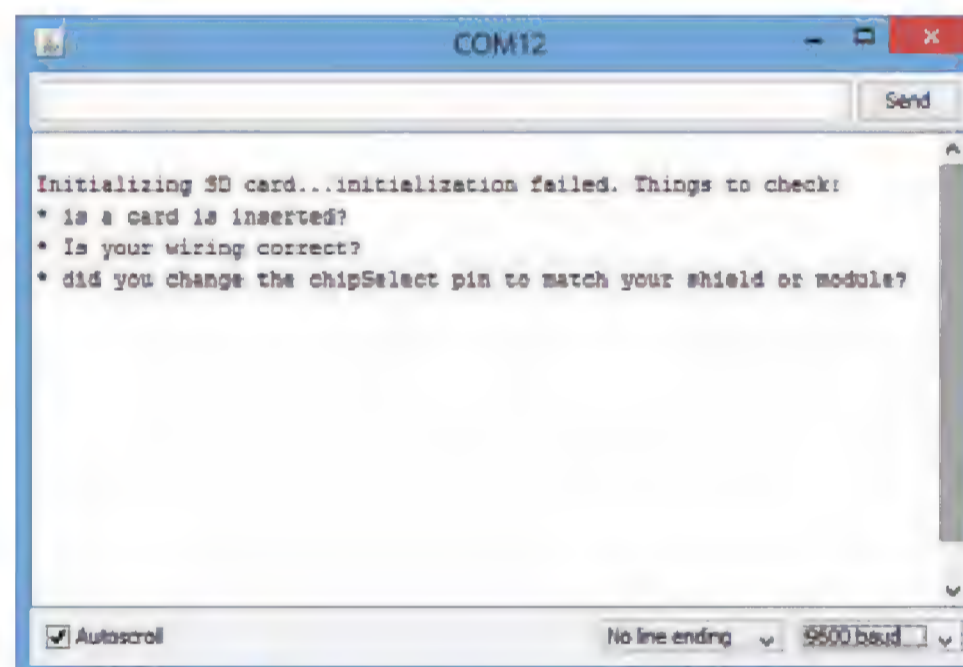 COM12
Send
Initializing SD card...initialization failed. Things to check:
* is a card is inserted?
* Is your wiring correct?
* did you change the chipSelect pin to match your shield or module?
Autoscroll
No line ending
9600 baud